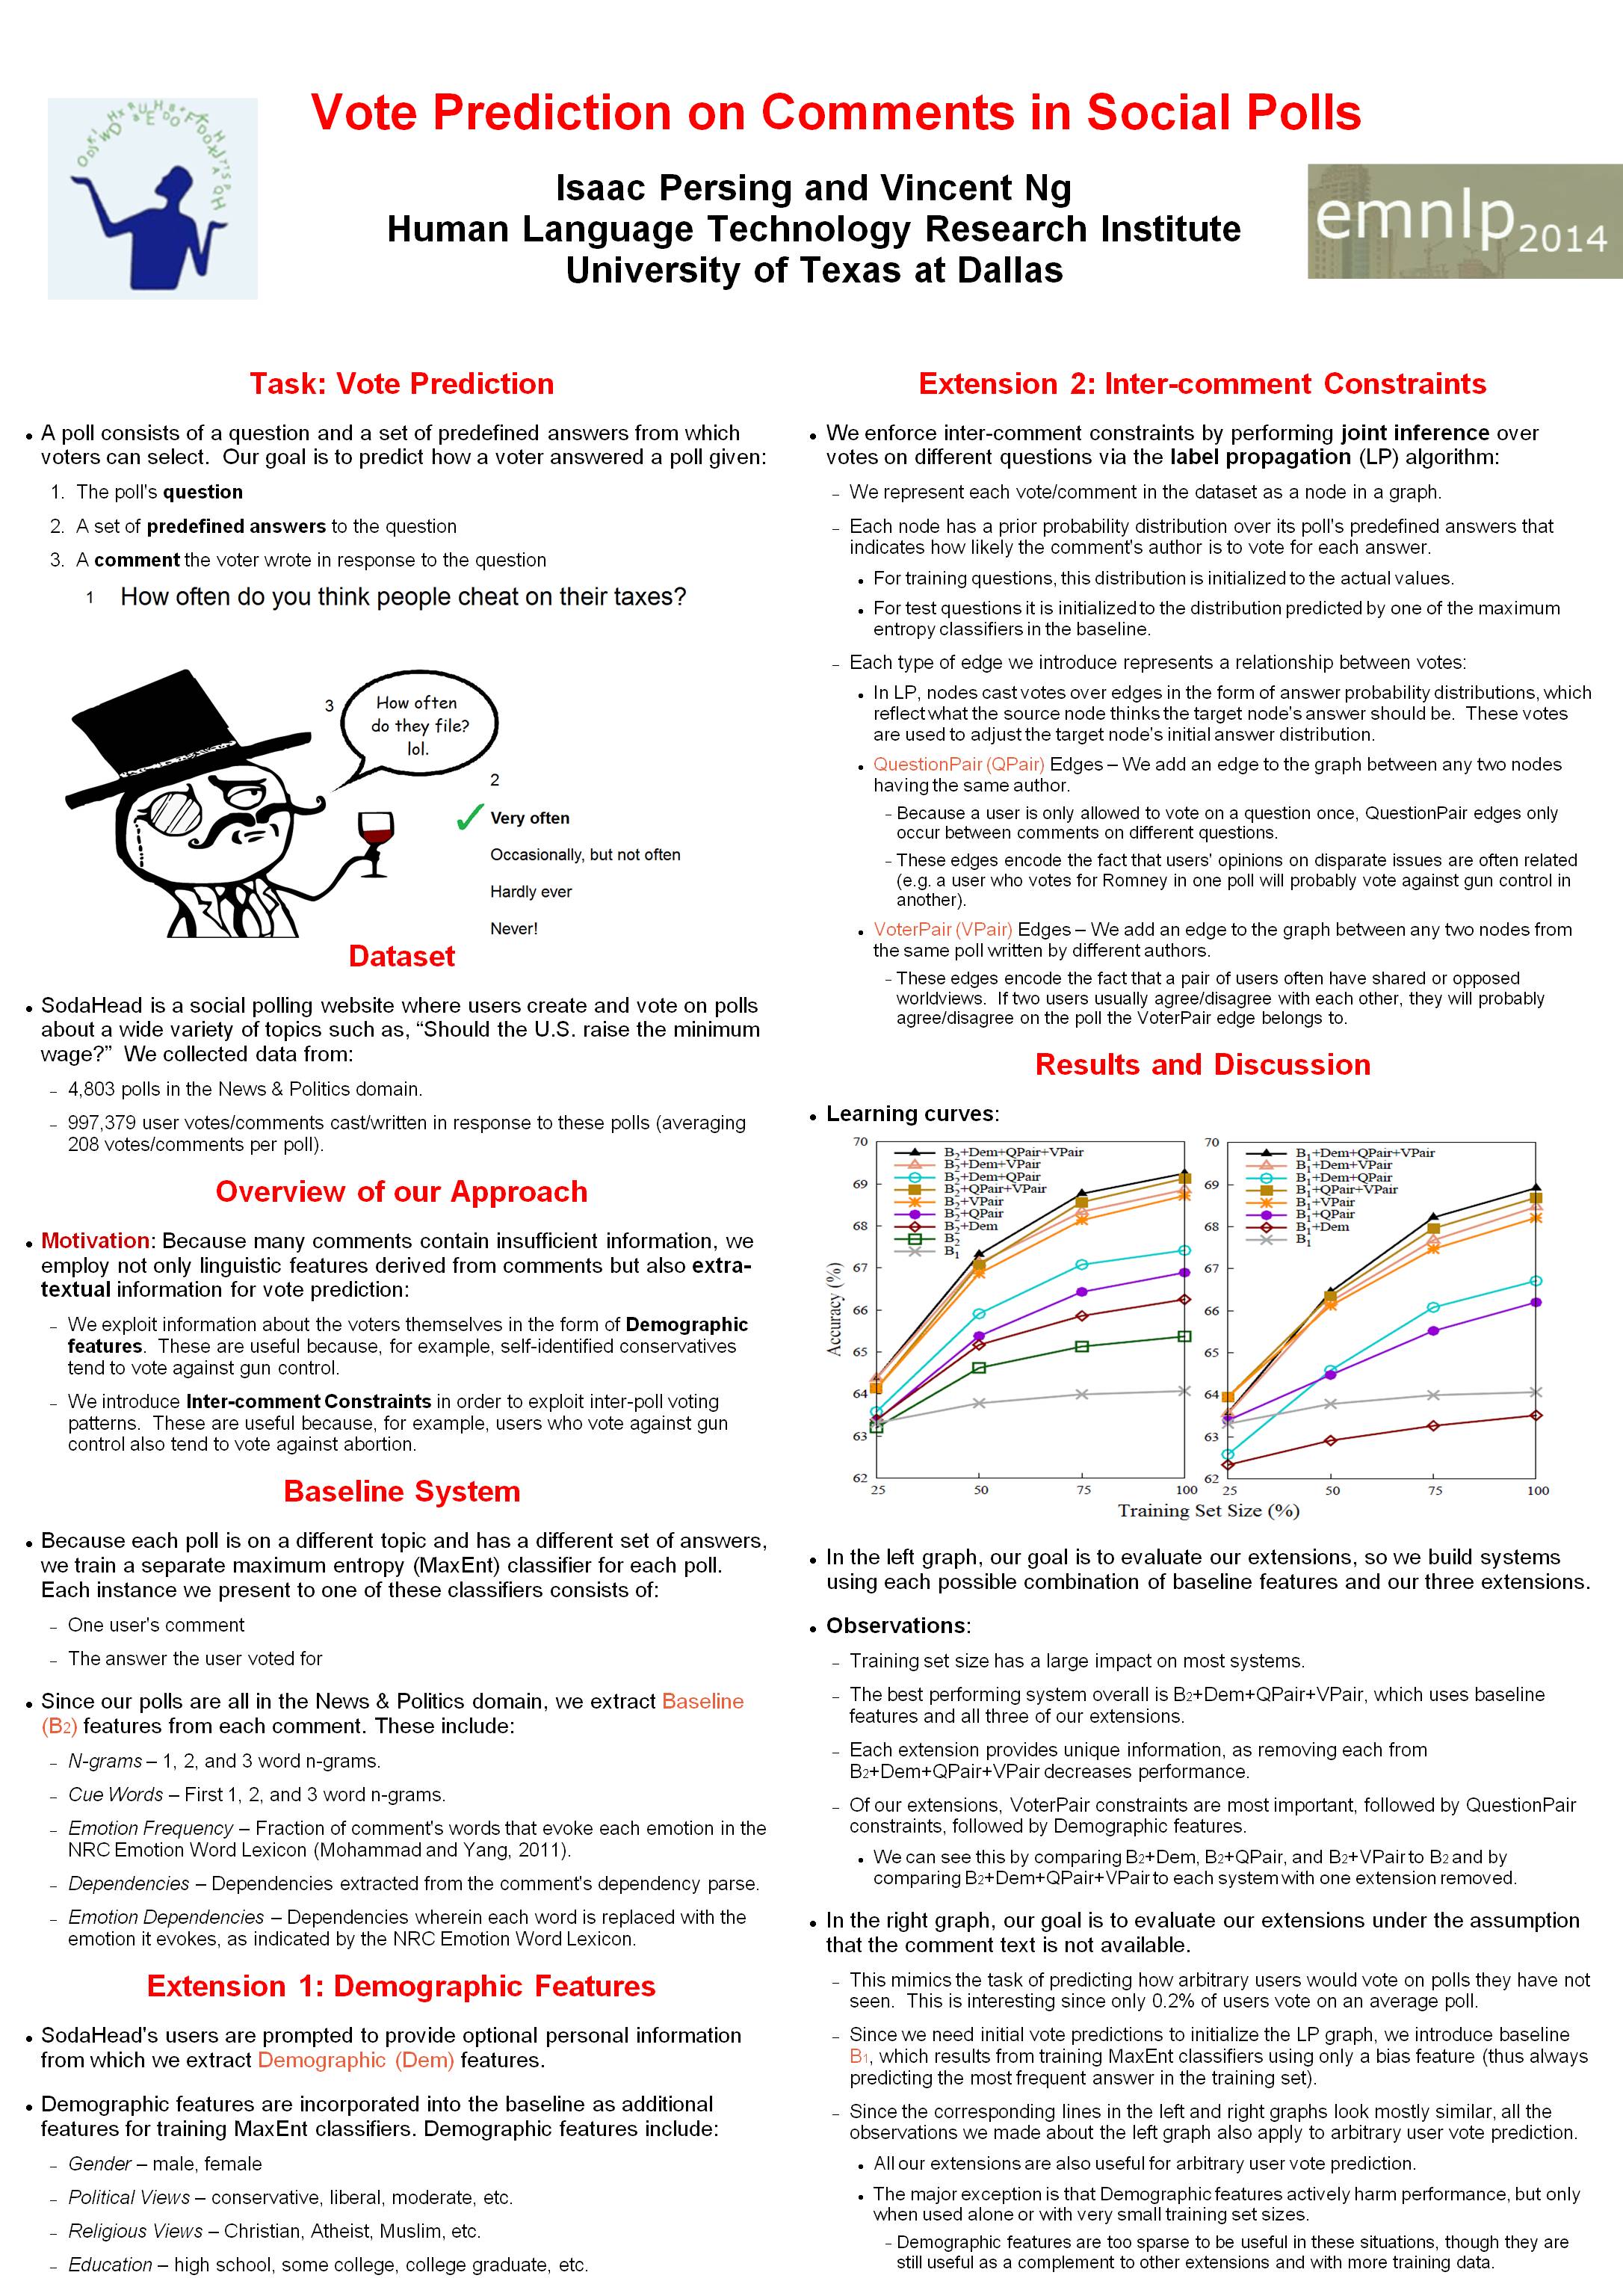 Vote Prediction on Comments in Social Polls
Isaac Persing and Vincent Ng
Human Language Technology Research Institute
University of Texas at Dallas
emnlp 2014
Task: Vote Prediction
• A poll consists of a question and a set of predefined answers from which
voters can select. Our goal is to predict how a voter answered a poll given:
1. The poll's question
2. A set of predefined answers to the question
3. A comment the voter wrote in response to the question
1 How often do you think people cheat on their taxes?
3 How often
do they file?
lol.
2
✓ Very often
Occasionally, but not often
Hardly ever
Never!
Dataset
• SodaHead is a social polling website where users create and vote on polls
about a wide variety of topics such as, “Should the U.S. raise the minimum
wage?” We collected data from:
– 4,803 polls in the News & Politics domain.
– 997,379 user votes/comments cast/written in response to these polls (averaging
208 votes/comments per poll).
Overview of our Approach
• Motivation: Because many comments contain insufficient information, we
employ not only linguistic features derived from comments but also extra-
textual information for vote prediction:
– We exploit information about the voters themselves in the form of Demographic
features. These are useful because, for example, self-identified conservatives
tend to vote against gun control.
– We introduce Inter-comment Constraints in order to exploit inter-poll voting
patterns. These are useful because, for example, users who vote against gun
control also tend to vote against abortion.
Baseline System
• Because each poll is on a different topic and has a different set of answers,
we train a separate maximum entropy (MaxEnt) classifier for each poll.
Each instance we present to one of these classifiers consists of:
– One user's comment
– The answer the user voted for
• Since our polls are all in the News & Politics domain, we extract Baseline
(B2) features from each comment. These include:
– N-grams – 1, 2, and 3 word n-grams.
– Cue Words – First 1, 2, and 3 word n-grams.
– Emotion Frequency – Fraction of comment's words that evoke each emotion in the
NRC Emotion Word Lexicon (Mohammad and Yang, 2011).
– Dependencies – Dependencies extracted from the comment's dependency parse.
– Emotion Dependencies – Dependencies wherein each word is replaced with the
emotion it evokes, as indicated by the NRC Emotion Word Lexicon.
Extension 1: Demographic Features
• SodaHead's users are prompted to provide optional personal information
from which we extract Demographic (Dem) features.
• Demographic features are incorporated into the baseline as additional
features for training MaxEnt classifiers. Demographic features include:
– Gender – male, female
– Political Views – conservative, liberal, moderate, etc.
– Religious Views – Christian, Atheist, Muslim, etc.
– Education – high school, some college, college graduate, etc.
Extension 2: Inter-comment Constraints
• We enforce inter-comment constraints by performing joint inference over
votes on different questions via the label propagation (LP) algorithm:
– We represent each vote/comment in the dataset as a node in a graph.
– Each node has a prior probability distribution over its poll's predefined answers that
indicates how likely the comment's author is to vote for each answer.
• For training questions, this distribution is initialized to the actual values.
• For test questions it is initialized to the distribution predicted by one of the maximum
entropy classifiers in the baseline.
– Each type of edge we introduce represents a relationship between votes:
• In LP, nodes cast votes over edges in the form of answer probability distributions, which
reflect what the source node thinks the target node's answer should be. These votes
are used to adjust the target node's initial answer distribution.
• QuestionPair (QPair) Edges – We add an edge to the graph between any two nodes
having the same author.
– Because a user is only allowed to vote on a question once, QuestionPair edges only
occur between comments on different questions.
– These edges encode the fact that users' opinions on disparate issues are often related
(e.g. a user who votes for Romney in one poll will probably vote against gun control in
another).
• VoterPair (VPair) Edges – We add an edge to the graph between any two nodes from
the same poll written by different authors.
– These edges encode the fact that a pair of users often have shared or opposed
worldviews. If two users usually agree/disagree with each other, they will probably
agree/disagree on the poll the VoterPair edge belongs to.
Results and Discussion
• Learning curves:
Accuracy (%)
70
69
68
67
66
65
64
63
62
25 50 75 100
B2+Dem+QPair+VPair
B2+Dem+VPair
B2+Dem+QPair
B2+QPair+VPair
B2+VPair
B2+QPair
B2+Dem
B2
B1
70
69
68
67
66
65
64
63
62
25 50 75 100
B1+Dem+QPair+VPair
B1+Dem+VPair
B1+Dem+QPair
B1+QPair+VPair
B1+VPair
B1+QPair
B1+Dem
B1
Training Set Size (%)
• In the left graph, our goal is to evaluate our extensions, so we build systems
using each possible combination of baseline features and our three extensions.
• Observations:
– Training set size has a large impact on most systems.
– The best performing system overall is B2+Dem+QPair+VPair, which uses baseline
features and all three of our extensions.
– Each extension provides unique information, as removing each from
B2+Dem+QPair+VPair decreases performance.
– Of our extensions, VoterPair constraints are most important, followed by QuestionPair
constraints, followed by Demographic features.
• We can see this by comparing B2+Dem, B2+QPair, and B2+VPair to B2 and by
comparing B2+Dem+QPair+VPair to each system with one extension removed.
• In the right graph, our goal is to evaluate our extensions under the assumption
that the comment text is not available.
– This mimics the task of predicting how arbitrary users would vote on polls they have not
seen. This is interesting since only 0.2% of users vote on an average poll.
– Since we need initial vote predictions to initialize the LP graph, we introduce baseline
B1, which results from training MaxEnt classifiers using only a bias feature (thus always
predicting the most frequent answer in the training set).
– Since the corresponding lines in the left and right graphs look mostly similar, all the
observations we made about the left graph also apply to arbitrary user vote prediction.
• All our extensions are also useful for arbitrary user vote prediction.
• The major exception is that Demographic features actively harm performance, but only
when used alone or with very small training set sizes.
– Demographic features are too sparse to be useful in these situations, though they are
still useful as a complement to other extensions and with more training data.